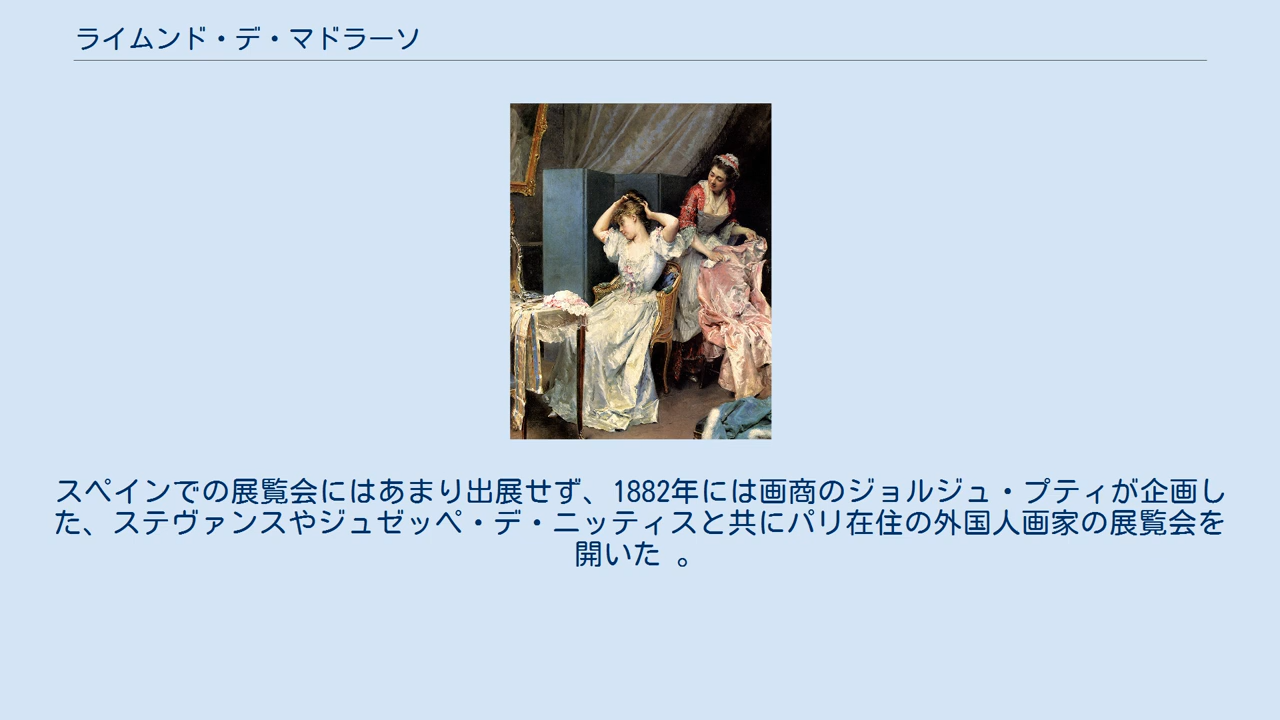 ライムンド・デ・マドラーソ
スペインでの展覧会にはあまり出展せず、1882年には画商のジョルジュ・プティが企画し
た、ステヴァンスやジュゼッペ・デ・ニッティスと共にパリ在住の外国人画家の展覧会を
開いた 。